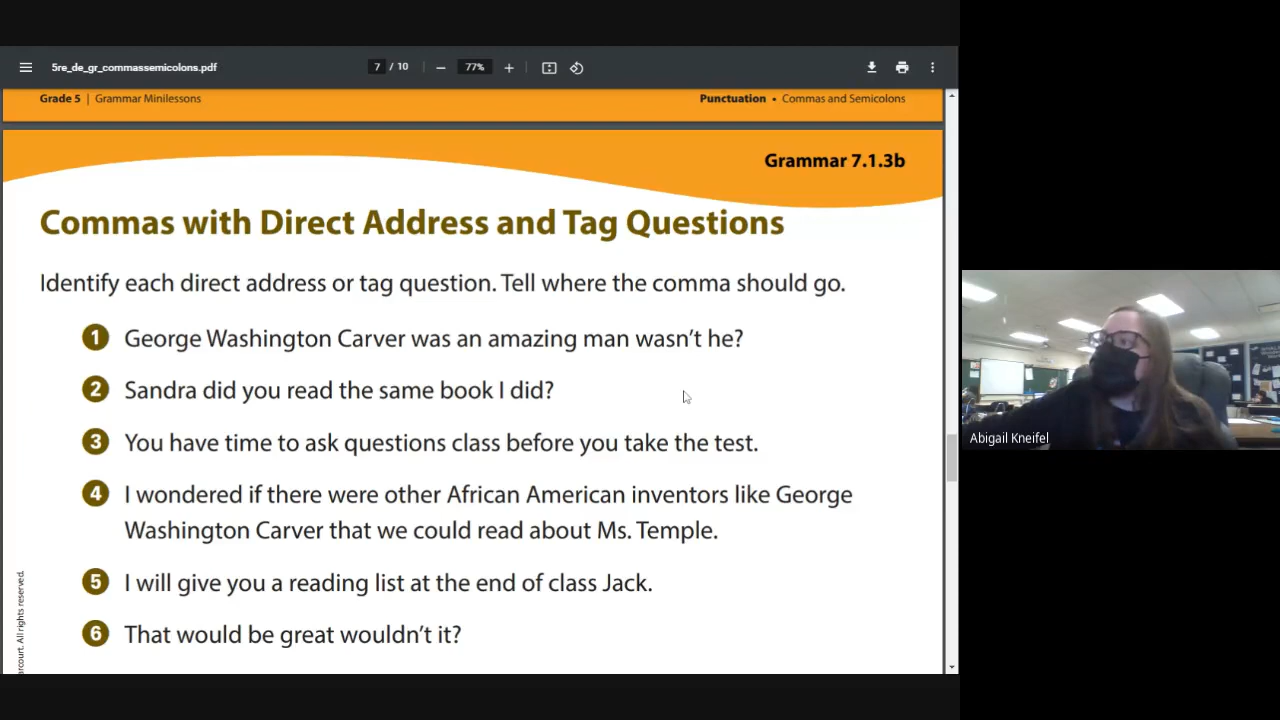 5re_de_gr_commassemicolons.pdf
7 / 10
77%
Grade 5 | Grammar Minilessons
Punctuation • Commas and Semicolons
Grammar 7.1.3b
Commas with Direct Address and Tag Questions
Identify each direct address or tag question. Tell where the comma should go.
1 George Washington Carver was an amazing man wasn't he?
2 Sandra did you read the same book I did?
3 You have time to ask questions class before you take the test.
4 I wondered if there were other African American inventors like George
Washington Carver that we could read about Ms. Temple.
5 I will give you a reading list at the end of class Jack.
6 That would be great wouldn't it?
rcourt. All rights reserved.
Abigail Kneifel